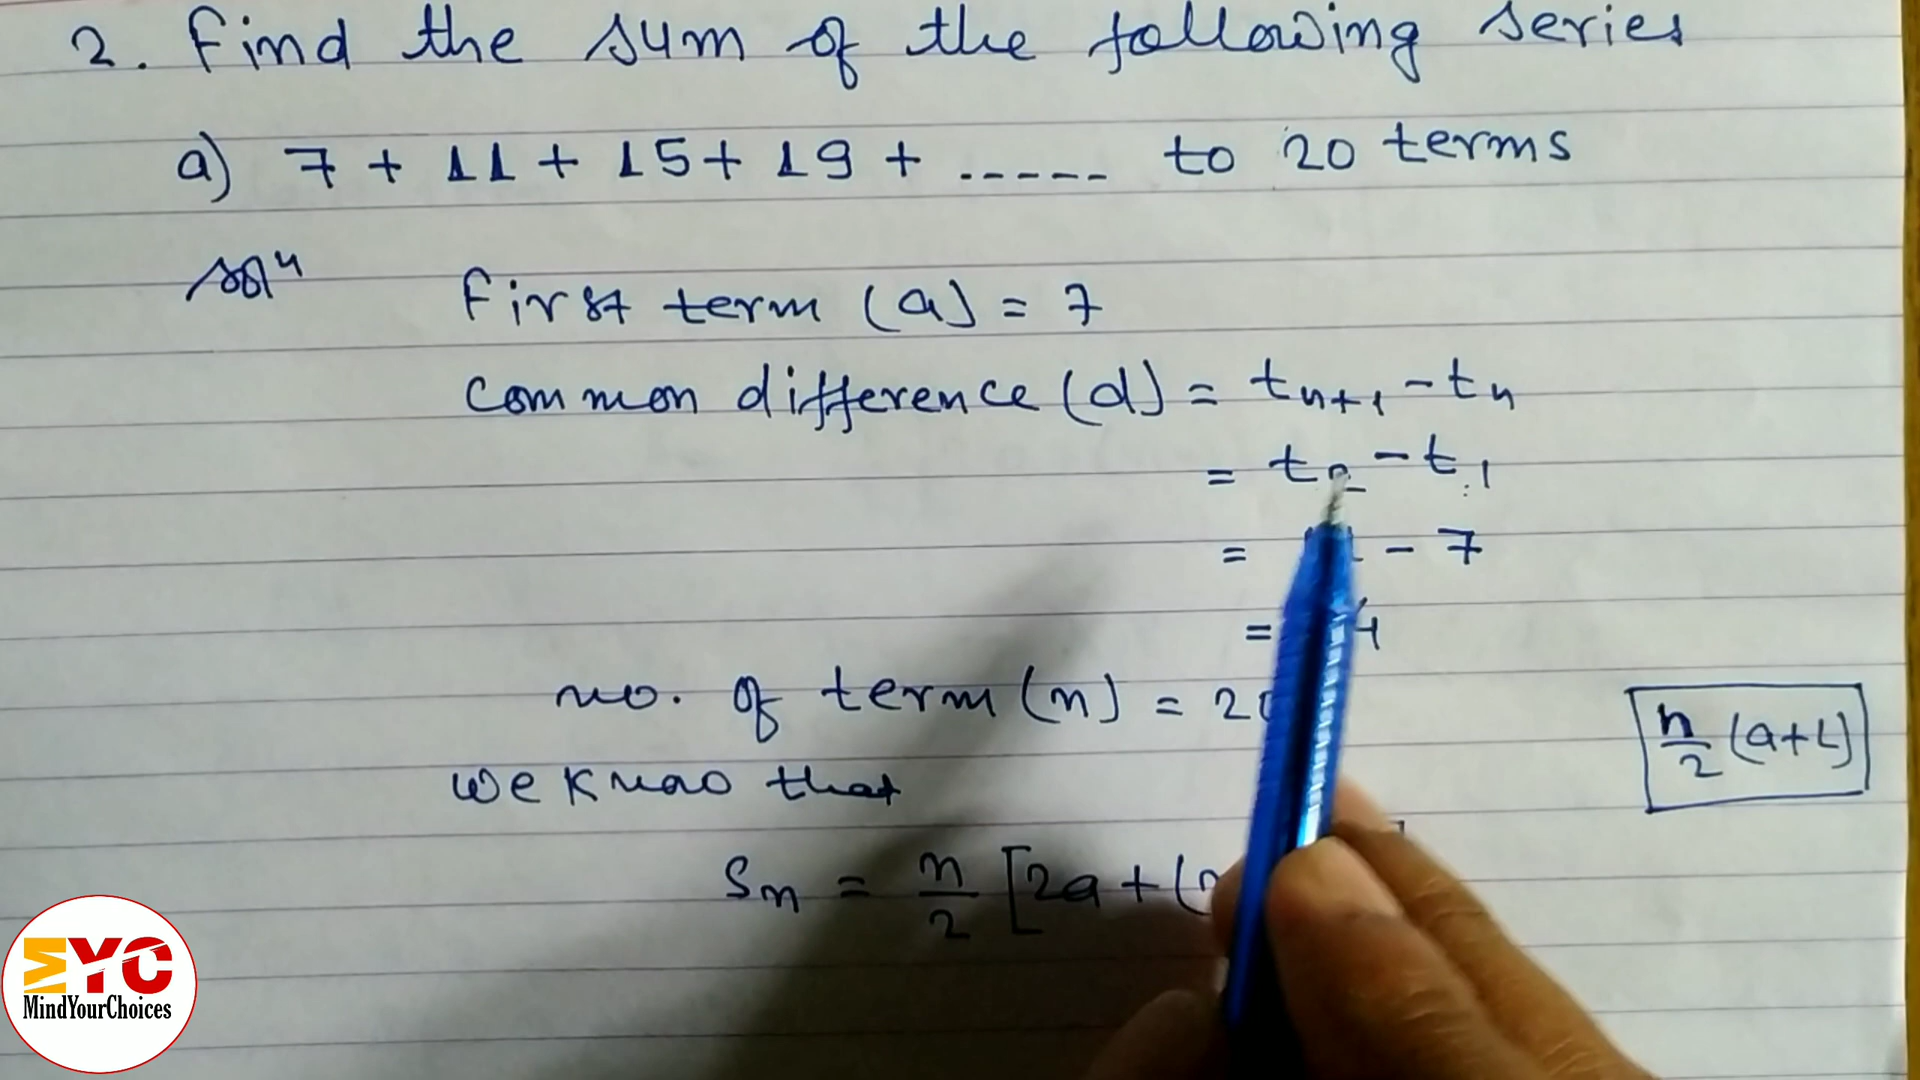 2. Find the sum of the following series
a) 7 + 11 + 15 + 19 + ..... to 20 terms
Solⁿ First term (a) = 7
Common difference (d) = tₙ₊₁ - tₙ
= t₂ - t₁
= - 7
= 4
no. of term (n) = 20
We know that
n/2 (a+L)
Sₙ = n/2 [2a + (n
MYC
MindYourChoices